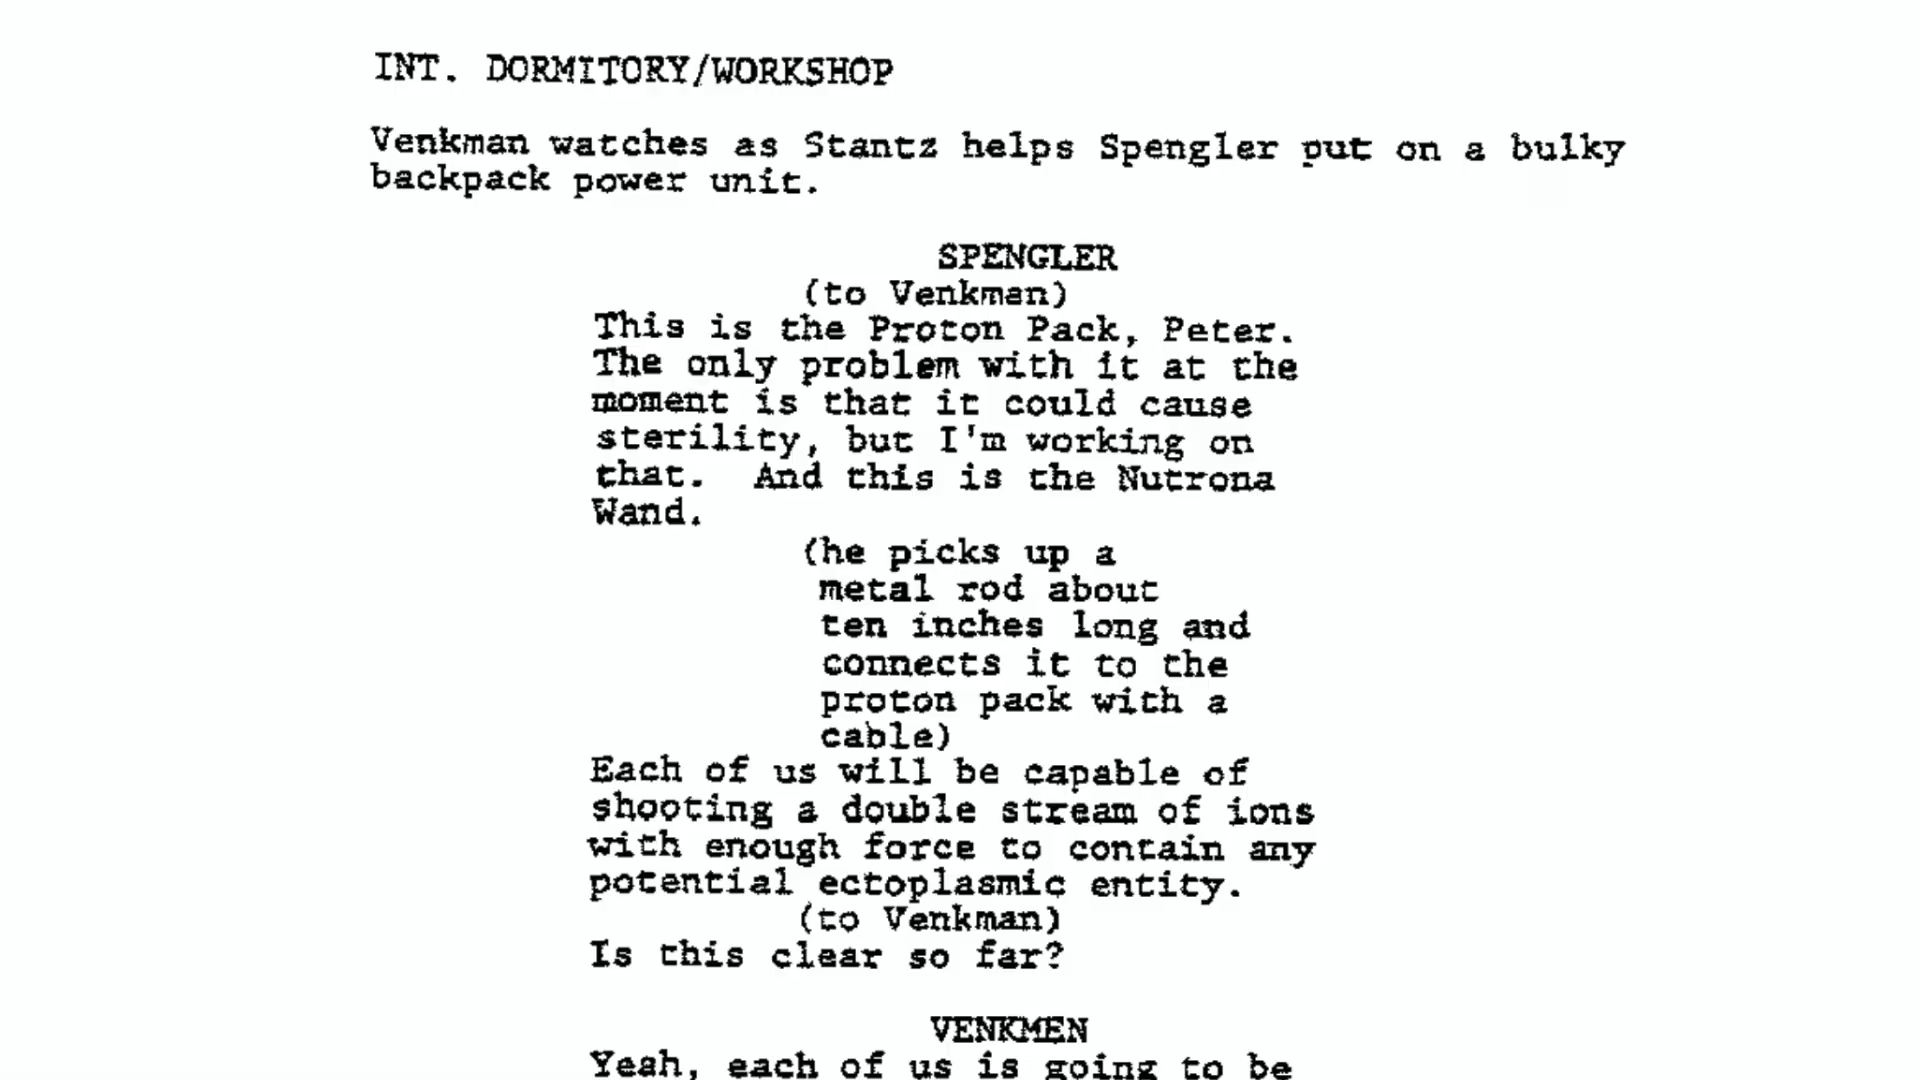 INT. DORMITORY/WORKSHOP
Venkman watches as Stantz helps Spengler put on a bulky
backpack power unit.
SPENGLER
(to Venkman)
This is the Proton Pack, Peter.
The only problem with it at the
moment is that it could cause
sterility, but I'm working on
that. And this is the Nutrona
Wand.
(he picks up a
metal rod about
ten inches long and
connects it to the
proton pack with a
cable)
Each of us will be capable of
shooting a double stream of ions
with enough force to contain any
potential ectoplasmic entity.
(to Venkman)
Is this clear so far?
VENKMEN
Yeah, each of us is going to be